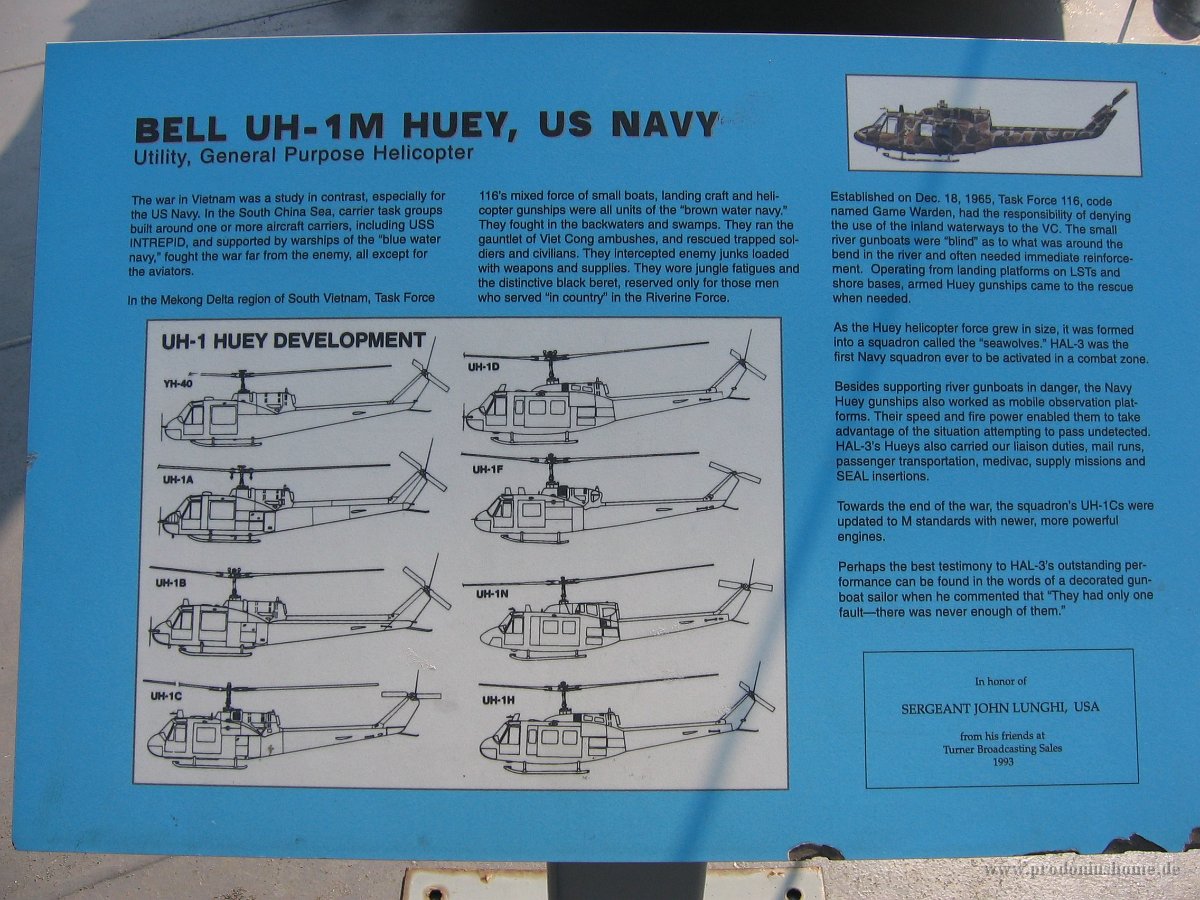 BELL UH-1M HUEY, US NAVY
Utility, General Purpose Helicopter
The war in Vietnam was a study in contrast, especially for
the US Navy. In the South China Sea, carrier task groups
built around one or more aircraft carriers, including USS
INTREPID, and supported by warships of the "blue water
navy," fought the war far from the enemy, all except for
the aviators.
In the Mekong Delta region of South Vietnam, Task Force
116's mixed force of small boats, landing craft and heli-
copter gunships were all units of the "brown water navy."
They fought in the backwaters and swamps. They ran the
gauntlet of Viet Cong ambushes, and rescued trapped sol-
diers and civilians. They intercepted enemy junks loaded
with weapons and supplies. They wore jungle fatigues and
the distinctive black beret, reserved only for those men
who served "in country" in the Riverine Force.
Established on Dec. 18, 1965, Task Force 116, code
named Game Warden, had the responsibility of denying
the use of the inland waterways to the VC. The small
river gunboats were "blind" as to what was around the
bend in the river and often needed immediate reinforce-
ment. Operating from landing platforms on LSTs and
shore bases, armed Huey gunships came to the rescue
when needed.
As the Huey helicopter force grew in size, it was formed
into a squadron called the "seawolves." HAL-3 was the
first Navy squadron ever to be activated in a combat zone.
Besides supporting river gunboats in danger, the Navy
Huey gunships also worked as mobile observation plat-
forms. Their speed and fire power enabled them to take
advantage of the situation attempting to pass undetected.
HAL-3's Hueys also carried our liaison duties, mail runs,
passenger transportation, medivac, supply missions and
SEAL insertions.
Towards the end of the war, the squadron's UH-1Cs were
updated to M standards with newer, more powerful
engines.
Perhaps the best testimony to HAL-3's outstanding per-
formance can be found in the words of a decorated gun-
boat sailor when he commented that "They had only one
fault—there was never enough of them."
UH-1 HUEY DEVELOPMENT
YH-40
UH-1A
UH-1B
UH-1C
UH-1D
UH-1F
UH-1N
UH-1H
In honor of
SERGEANT JOHN LUNGHI, USA
from his friends at
Turner Broadcasting Sales
1993
www.prodoniushome.de